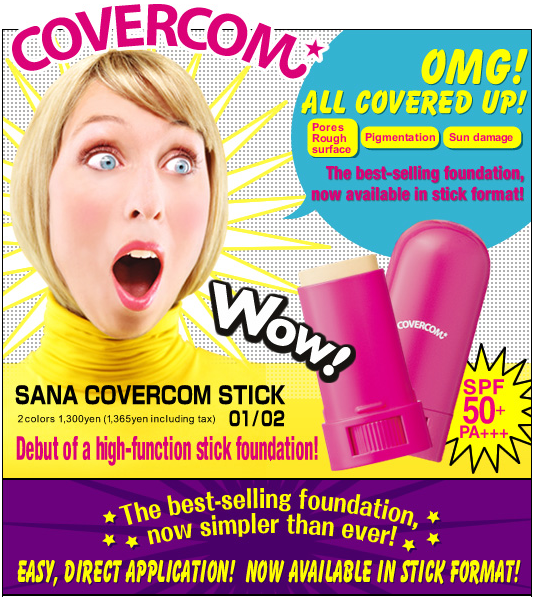 COVERCOM
OMG!
ALL COVERED UP!
Pores
Rough
surface
Pigmentation
Sun damage
The best-selling foundation,
now available in stick format!
Wow!
COVERCOM
SANA COVERCOM STICK
2 colors 1,300yen (1,365yen including tax) 01/02
Debut of a high-function stick foundation!
SPF
50+
PA+++
The best-selling foundation,
now simpler than ever!
EASY, DIRECT APPLICATION! NOW AVAILABLE IN STICK FORMAT!